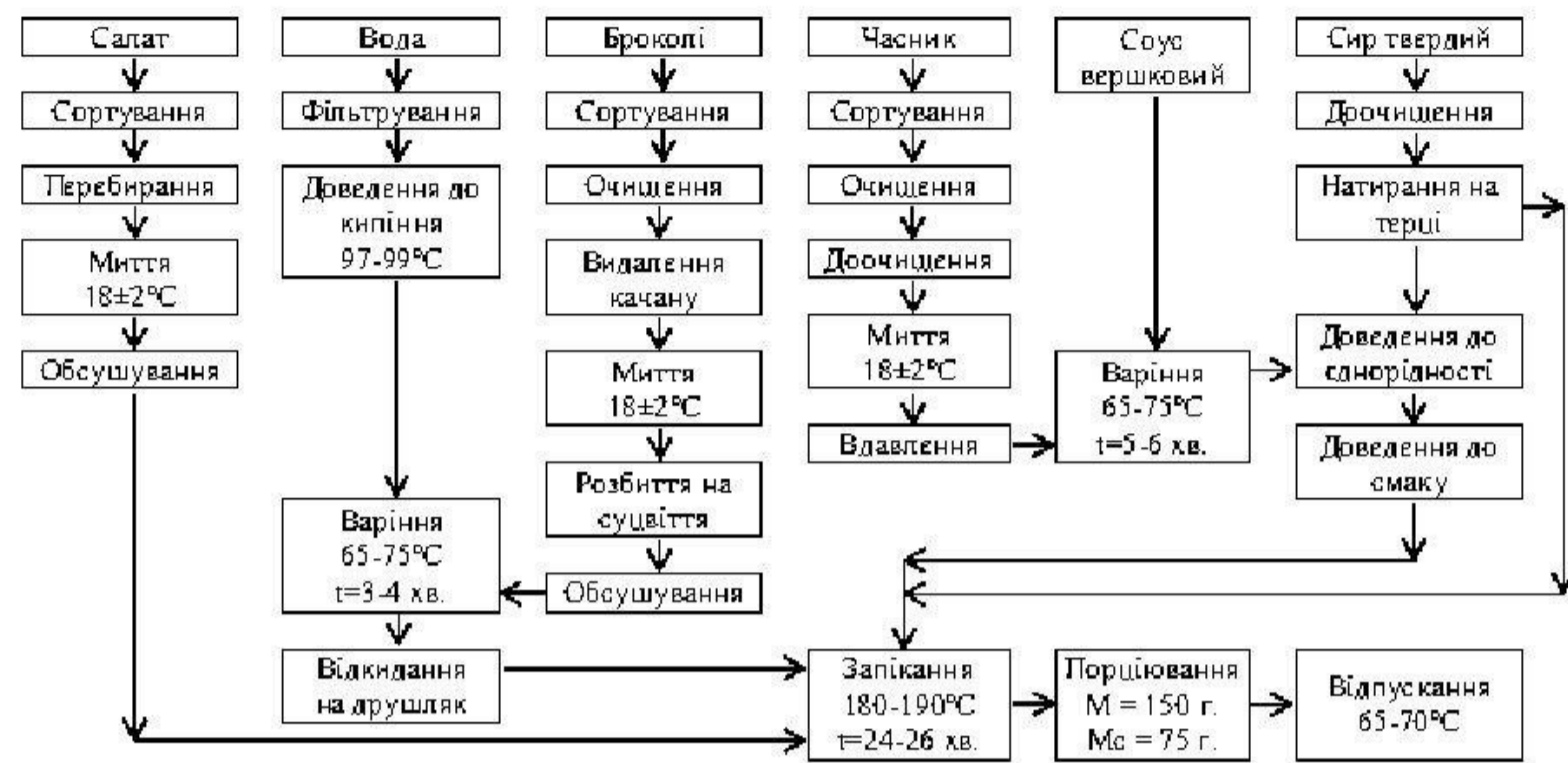 Салат
Сортування
Перебирання
Миття
18±2°C
Обсушування
Вода
Фільтрування
Доведення до
кипіння
97-99°C
Варіння
65-75°C
t=3-4 хв.
Відкидання
на друшляк
Броколі
Сортування
Очищення
Видалення
качану
Миття
18±2°C
Розбиття на
суцвіття
Обсушування
Часник
Сортування
Очищення
Доочищення
Миття
18±2°C
Вдавлення
Соус
вершковий
Варіння
65-75°C
t=5-6 хв.
Сир твердий
Доочищення
Натирання на
терці
Доведення до
однорідності
Доведення до
смаку
Запікання
180-190°C
t=24-26 хв.
Порціювання
М = 150 г.
Мс = 75 г.
Відпускання
65-70°C